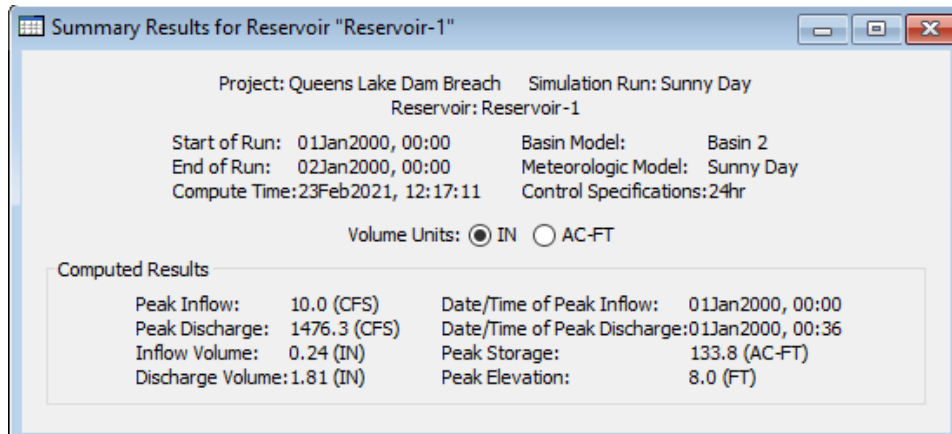 Summary Results for Reservoir "Reservoir-1"
Project: Queens Lake Dam Breach Simulation Run: Sunny Day
Reservoir: Reservoir-1
Start of Run: 01Jan2000, 00:00 Basin Model: Basin 2
End of Run: 02Jan2000, 00:00 Meteorologic Model: Sunny Day
Compute Time:23Feb2021, 12:17:11 Control Specifications:24hr
Volume Units: IN AC-FT
Computed Results
Peak Inflow: 10.0 (CFS) Date/Time of Peak Inflow: 01Jan2000, 00:00
Peak Discharge: 1476.3 (CFS) Date/Time of Peak Discharge:01Jan2000, 00:36
Inflow Volume: 0.24 (IN) Peak Storage: 133.8 (AC-FT)
Discharge Volume:1.81 (IN) Peak Elevation: 8.0 (FT)